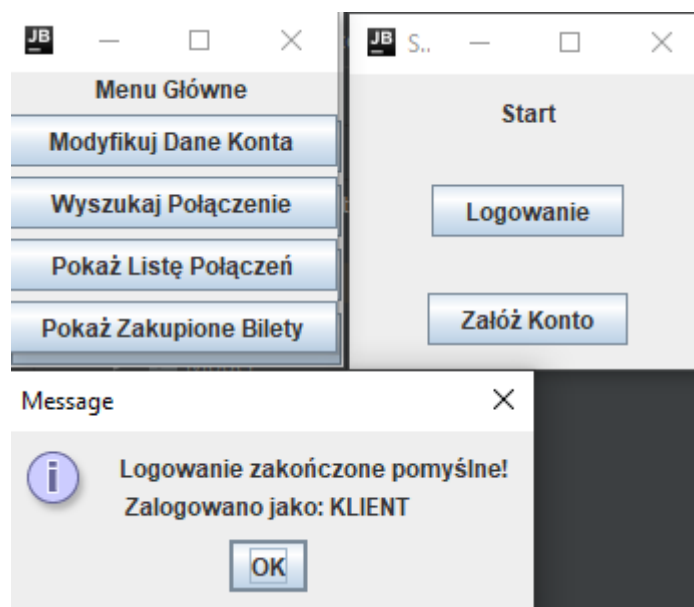 JB
Menu Główne
Modyfikuj Dane Konta
Wyszukaj Połączenie
Pokaż Listę Połączeń
Pokaż Zakupione Bilety
JB S..
Start
Logowanie
Załóż Konto
Message
Logowanie zakończone pomyślne!
Zalogowano jako: KLIENT
OK